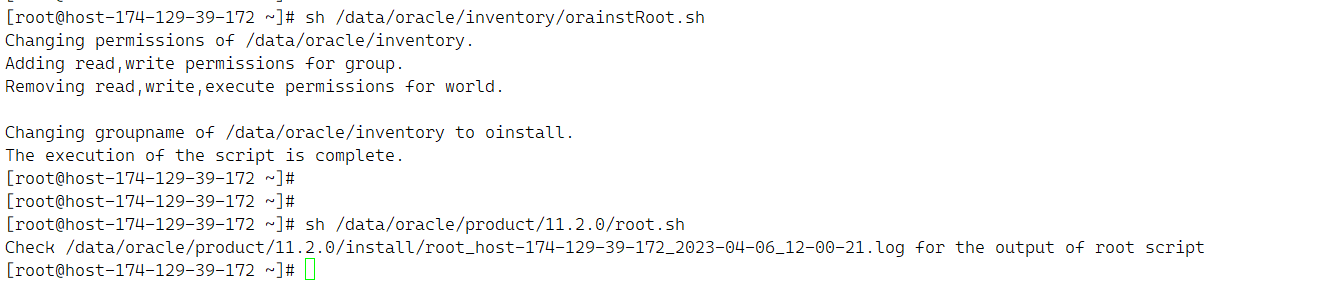 [root@host-174-129-39-172 ~]# sh /data/oracle/inventory/orainstRoot.sh
Changing permissions of /data/oracle/inventory.
Adding read,write permissions for group.
Removing read,write,execute permissions for world.
Changing groupname of /data/oracle/inventory to oinstall.
The execution of the script is complete.
[root@host-174-129-39-172 ~]#
[root@host-174-129-39-172 ~]#
[root@host-174-129-39-172 ~]# sh /data/oracle/product/11.2.0/root.sh
Check /data/oracle/product/11.2.0/install/root_host-174-129-39-172_2023-04-06_12-00-21.log for the output of root script
[root@host-174-129-39-172 ~]#